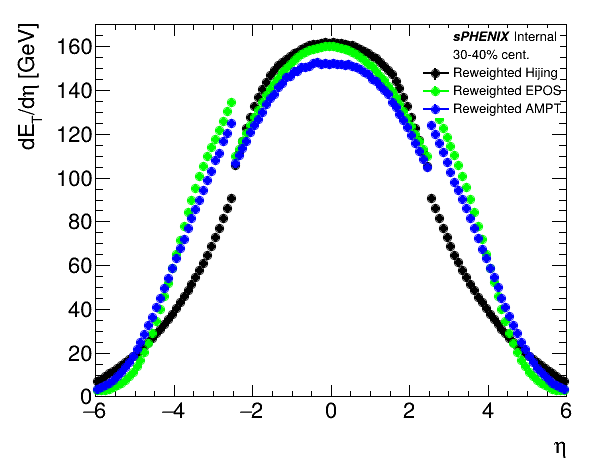 sPHENIX Internal
30-40% cent.
Reweighted Hijing
Reweighted EPOS
Reweighted AMPT
dE_T/dη [GeV]
160
140
120
100
80
60
40
20
0
−6 −4 −2 0 2 4 6
η